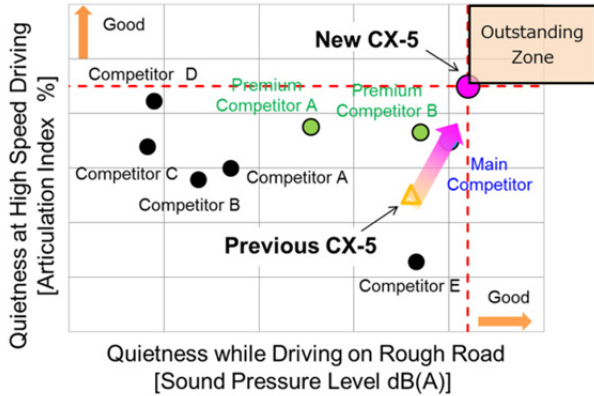 Good
Outstanding
Zone
New CX-5
Competitor D
Premium
Competitor A
Premium
Competitor B
Competitor C
Competitor A
Competitor B
Main
Competitor
Previous CX-5
Competitor E
Good
Quietness at High Speed Driving
[Articulation Index %]
Quietness while Driving on Rough Road
[Sound Pressure Level dB(A)]